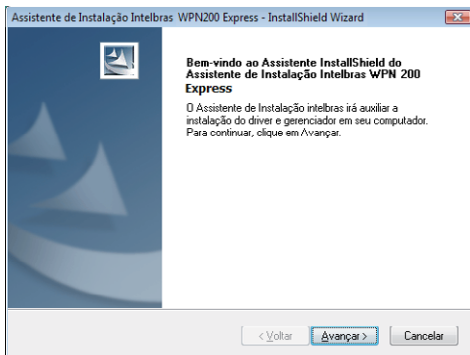 Assistente de Instalação Intelbras WPN200 Express - InstallShield Wizard
Bem-vindo ao Assistente InstallShield do
Assistente de Instalação Intelbras WPN 200
Express
O Assistente de Instalação intelbras irá auxiliar a
instalação do driver e gerenciador em seu computador.
Para continuar, clique em Avançar.
< Voltar
Avançar >
Cancelar